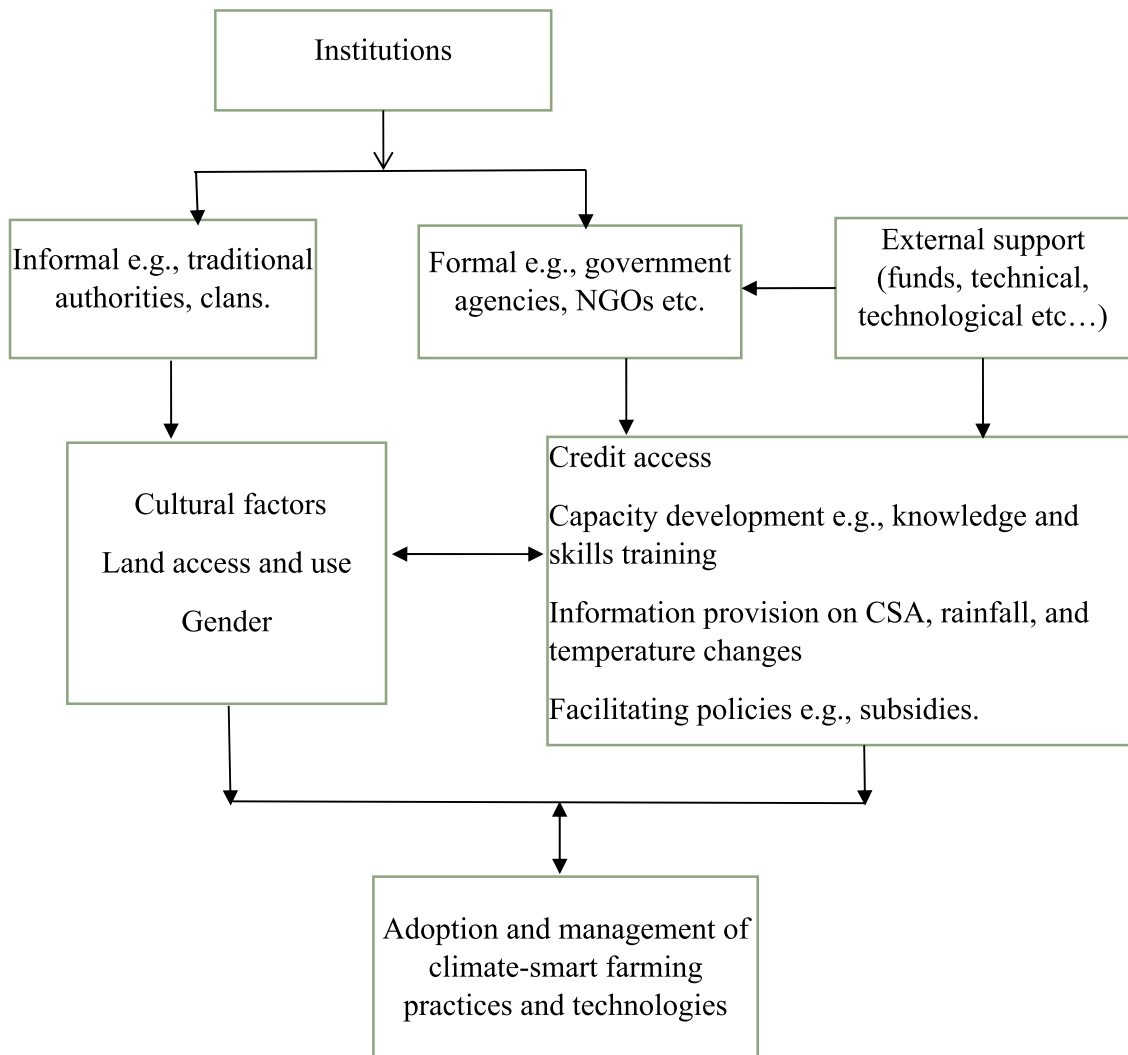 Institutions
Informal e.g., traditional
authorities, clans.
Formal e.g., government
agencies, NGOs etc.
External support
(funds, technical,
technological etc…)
Cultural factors
Land access and use
Gender
Credit access
Capacity development e.g., knowledge and
skills training
Information provision on CSA, rainfall, and
temperature changes
Facilitating policies e.g., subsidies.
Adoption and management of
climate-smart farming
practices and technologies